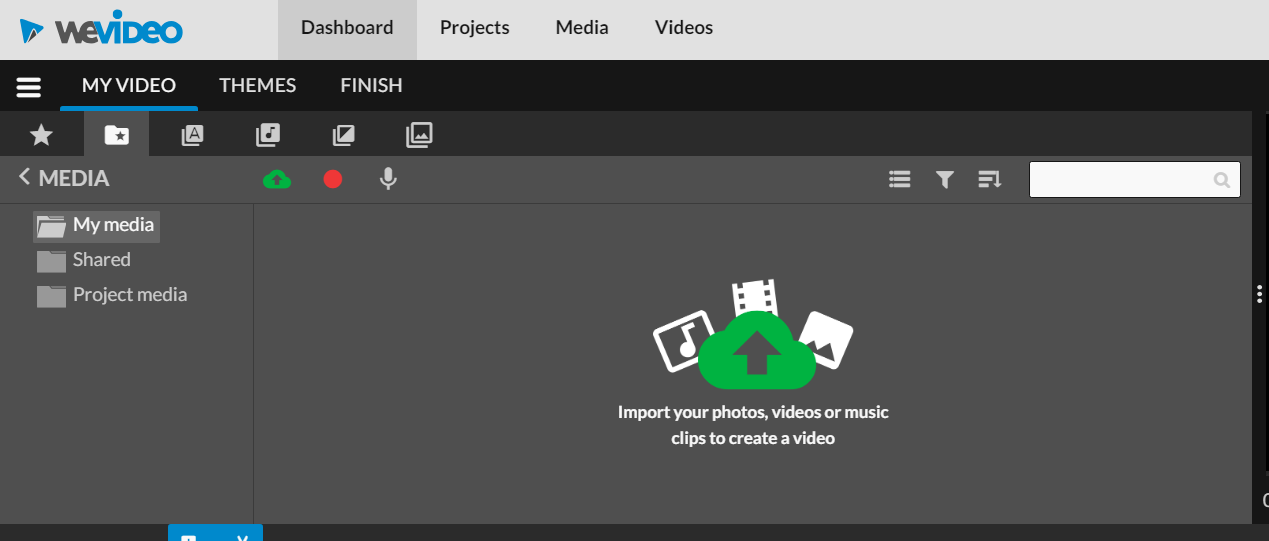 WEVIDEO
Dashboard Projects Media Videos
MY VIDEO THEMES FINISH
A
MEDIA
My media
Shared
Project media
Import your photos, videos or music
clips to create a video